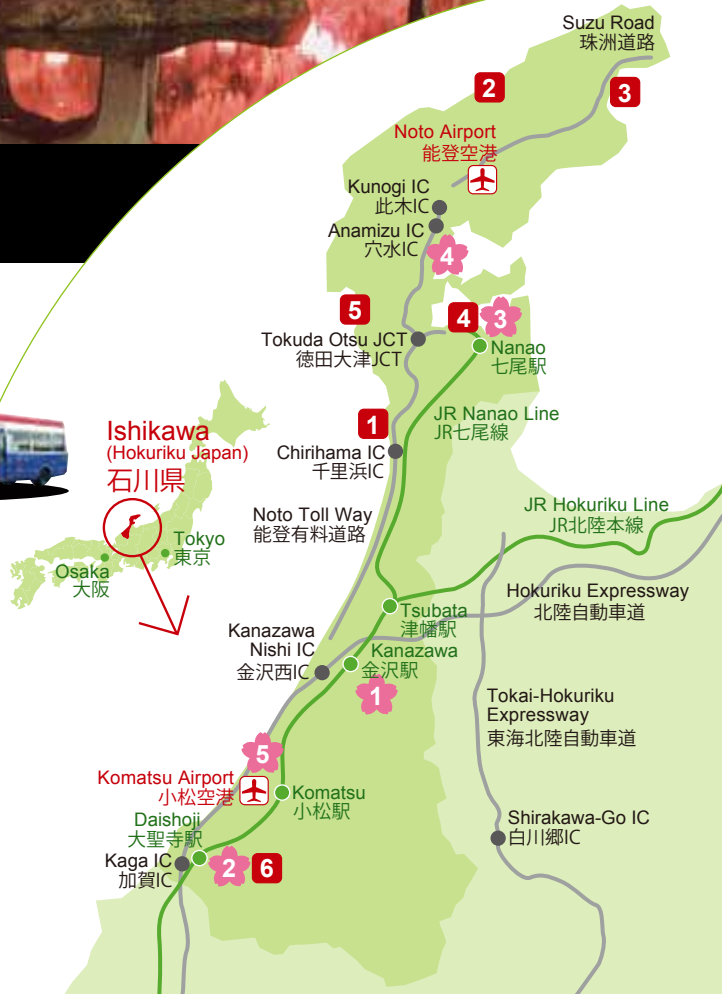 Suzu Road
珠洲道路
2
3
Noto Airport
能登空港
Kunogi IC
此木IC
Anamizu IC
穴水IC
4
5
4
3
Tokuda Otsu JCT
徳田大津JCT
Nanao
七尾駅
JR Nanao Line
JR七尾線
1
Chirihama IC
千里浜IC
Ishikawa
(Hokuriku Japan)
石川県
Tokyo
東京
Osaka
大阪
Noto Toll Way
能登有料道路
JR Hokuriku Line
JR北陸本線
Hokuriku Expressway
北陸自動車道
Tsubata
津幡駅
Kanazawa
Nishi IC
金沢西IC
Kanazawa
金沢駅
1
Tokai-Hokuriku
Expressway
東海北陸自動車道
5
Komatsu Airport
小松空港
Komatsu
小松駅
Daishoji
大聖寺駅
Kaga IC
加賀IC
2
6
Shirakawa-Go IC
白川郷IC